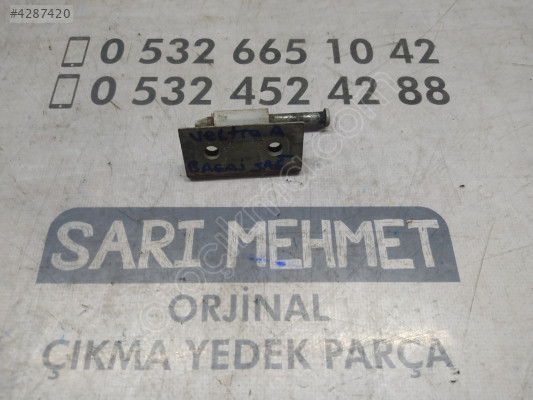 #4287420
0 532 665 10 42
0 532 452 42 88
Vectra A
BAGAJ
SARI MEHMET
ORJİNAL
ÇIKMA YEDEK PARÇA